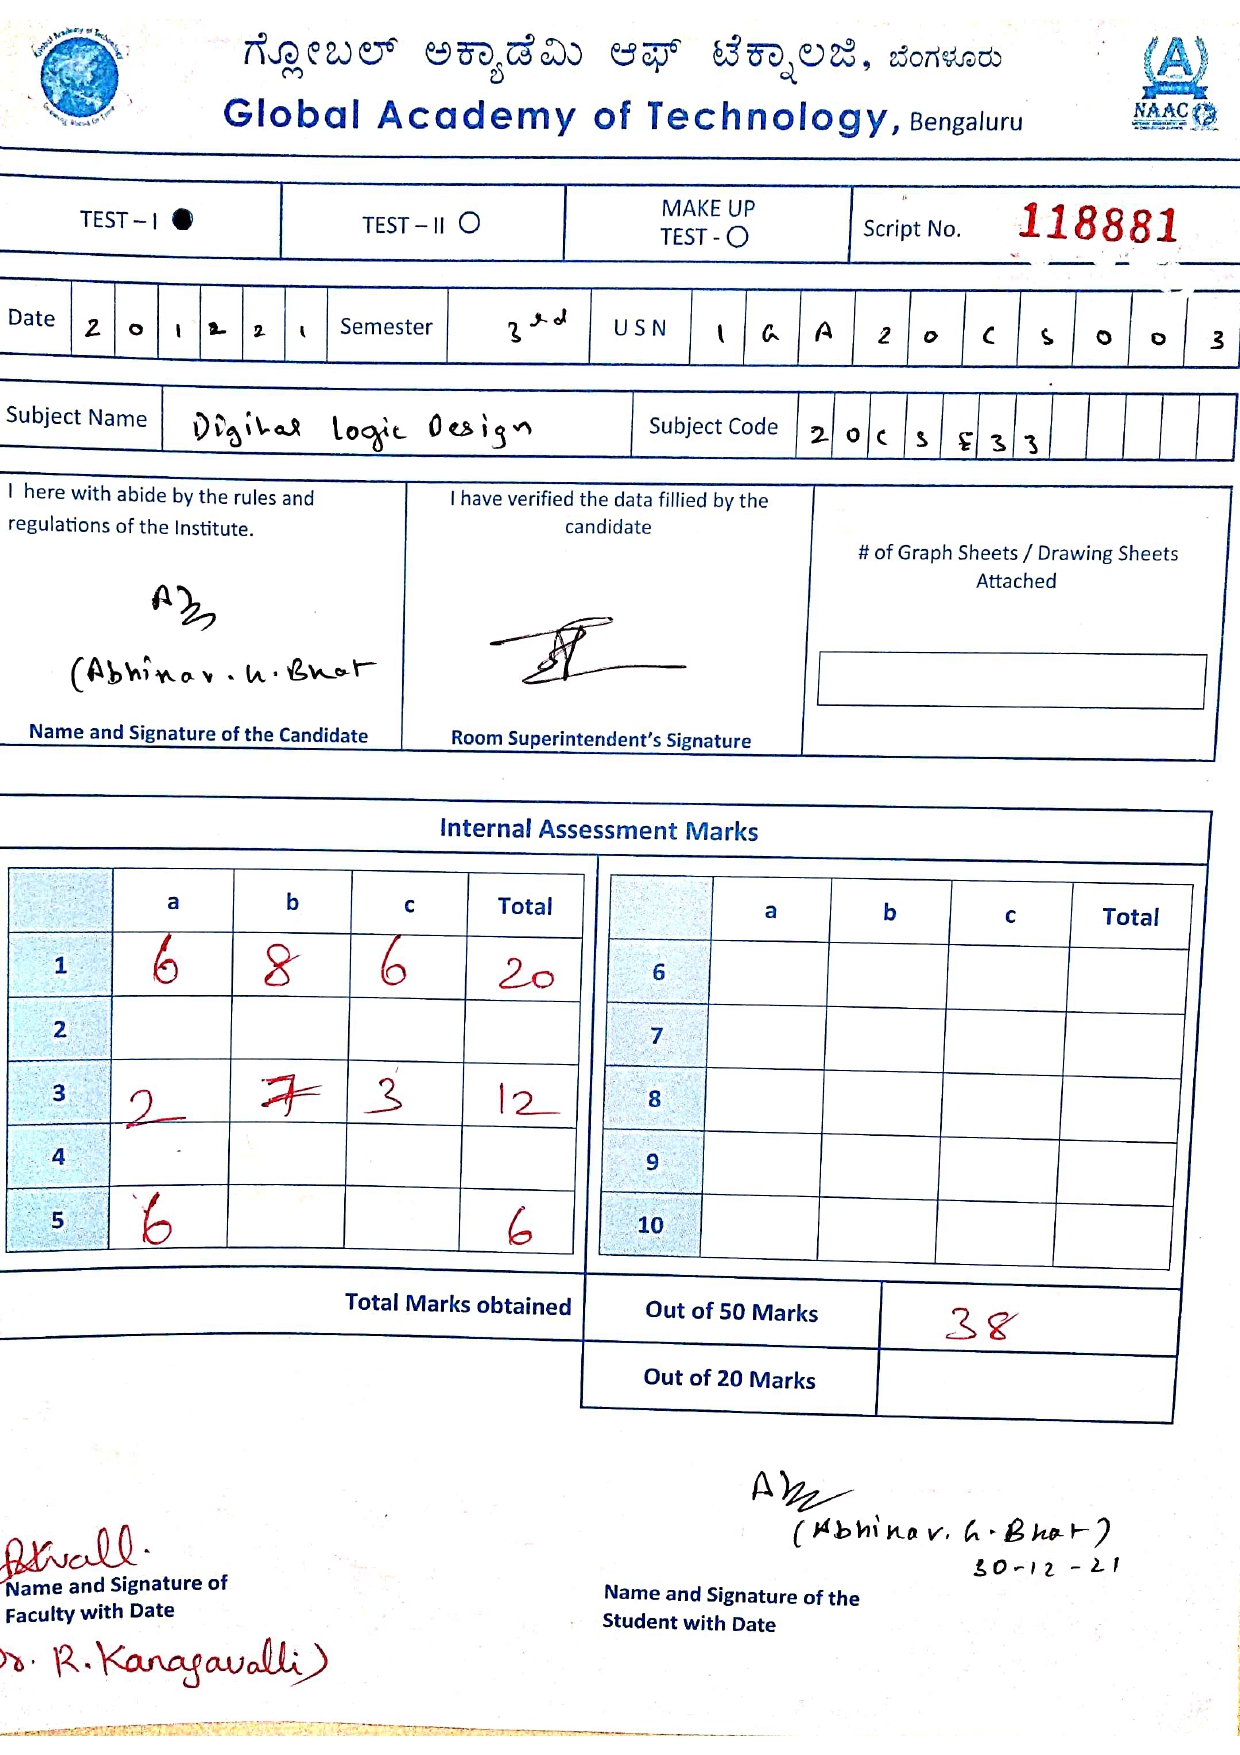 ಗ್ಲೋಬಲ್ ಅಕ್ಯಾಡೆಮಿ ಆಫ್ ಟೆಕ್ನಾಲಜಿ, ಬೆಂಗಳೂರು
Global Academy of Technology, Bengaluru
NAAC
TEST – I
TEST – II
MAKE UP
TEST -
Script No. 118881
Date 2 0 1 2 2 1 Semester 3rd USN 1 G A 2 0 C S 0 0 3
Subject Name Digital Logic Design Subject Code 2 0 C S E 3 3
I here with abide by the rules and
regulations of the Institute.
(Abhinav. G. Bhat
Name and Signature of the Candidate
I have verified the data fillied by the
candidate
Room Superintendent's Signature
# of Graph Sheets / Drawing Sheets
Attached
Internal Assessment Marks
a b c Total
1 6 8 6 20
2
3 2 7 3 12
4
5 6 6
a b c Total
6
7
8
9
10
Total Marks obtained Out of 50 Marks 38
Out of 20 Marks
Name and Signature of
Faculty with Date
Dr. R. Kanagavalli)
(Abhinav. G. Bhat)
30-12-21
Name and Signature of the
Student with Date